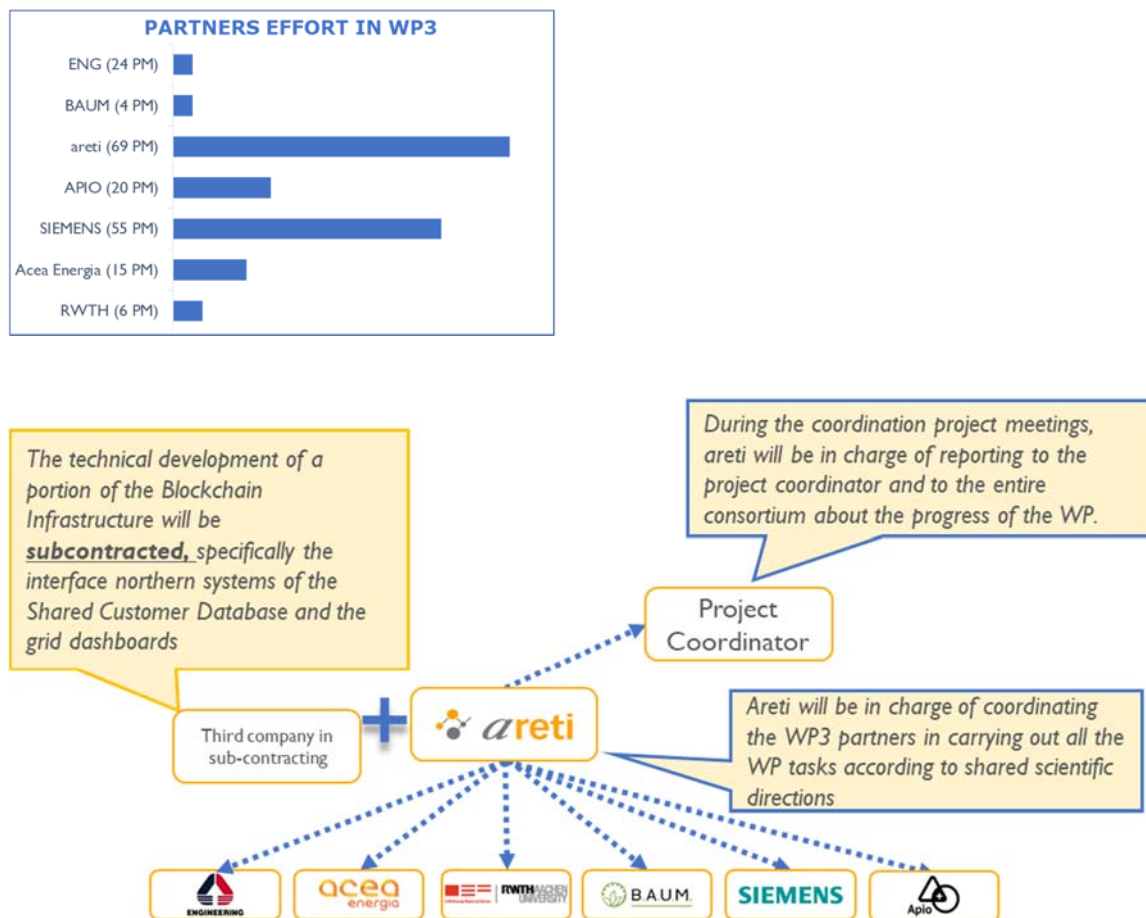 PARTNERS EFFORT IN WP3
ENG (24 PM)
BAUM (4 PM)
areti (69 PM)
APIO (20 PM)
SIEMENS (55 PM)
Acea Energia (15 PM)
RWTH (6 PM)
The technical development of a
portion of the Blockchain
Infrastructure will be
subcontracted, specifically the
interface northern systems of the
Shared Customer Database and the
grid dashboards
During the coordination project meetings,
areti will be in charge of reporting to the
project coordinator and to the entire
consortium about the progress of the WP.
Project
Coordinator
Third company in
sub-contracting
areti
Areti will be in charge of coordinating
the WP3 partners in carrying out all the
WP tasks according to shared scientific
directions
ENGINEERING
acea
energia
RWTHAACHEN
UNIVERSITY
B.A.U.M.
SIEMENS
Apio